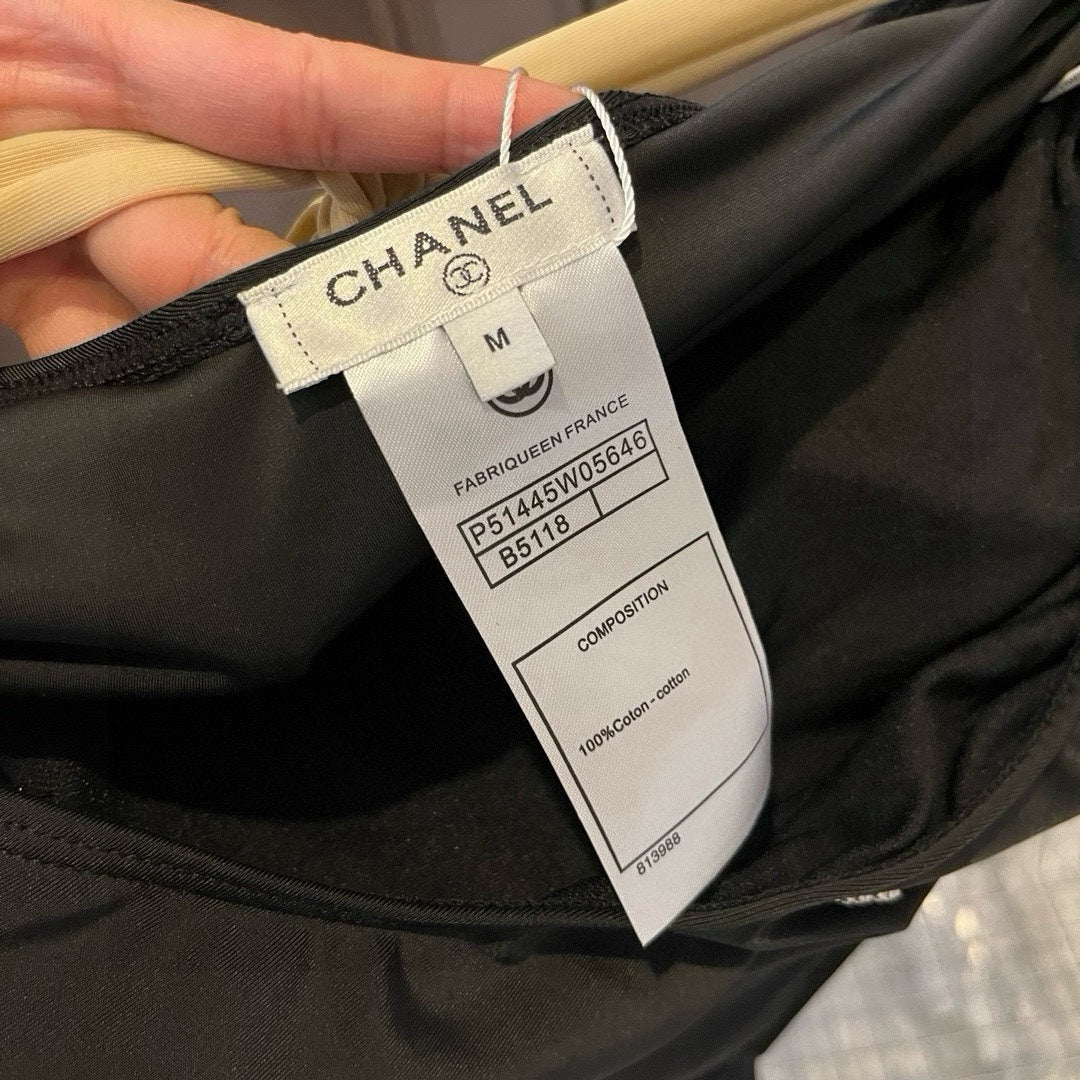 CHANEL
M
FABRIQUEEN FRANCE
P51445W05646
B5118
COMPOSITION
100%Coton - cotton
813988